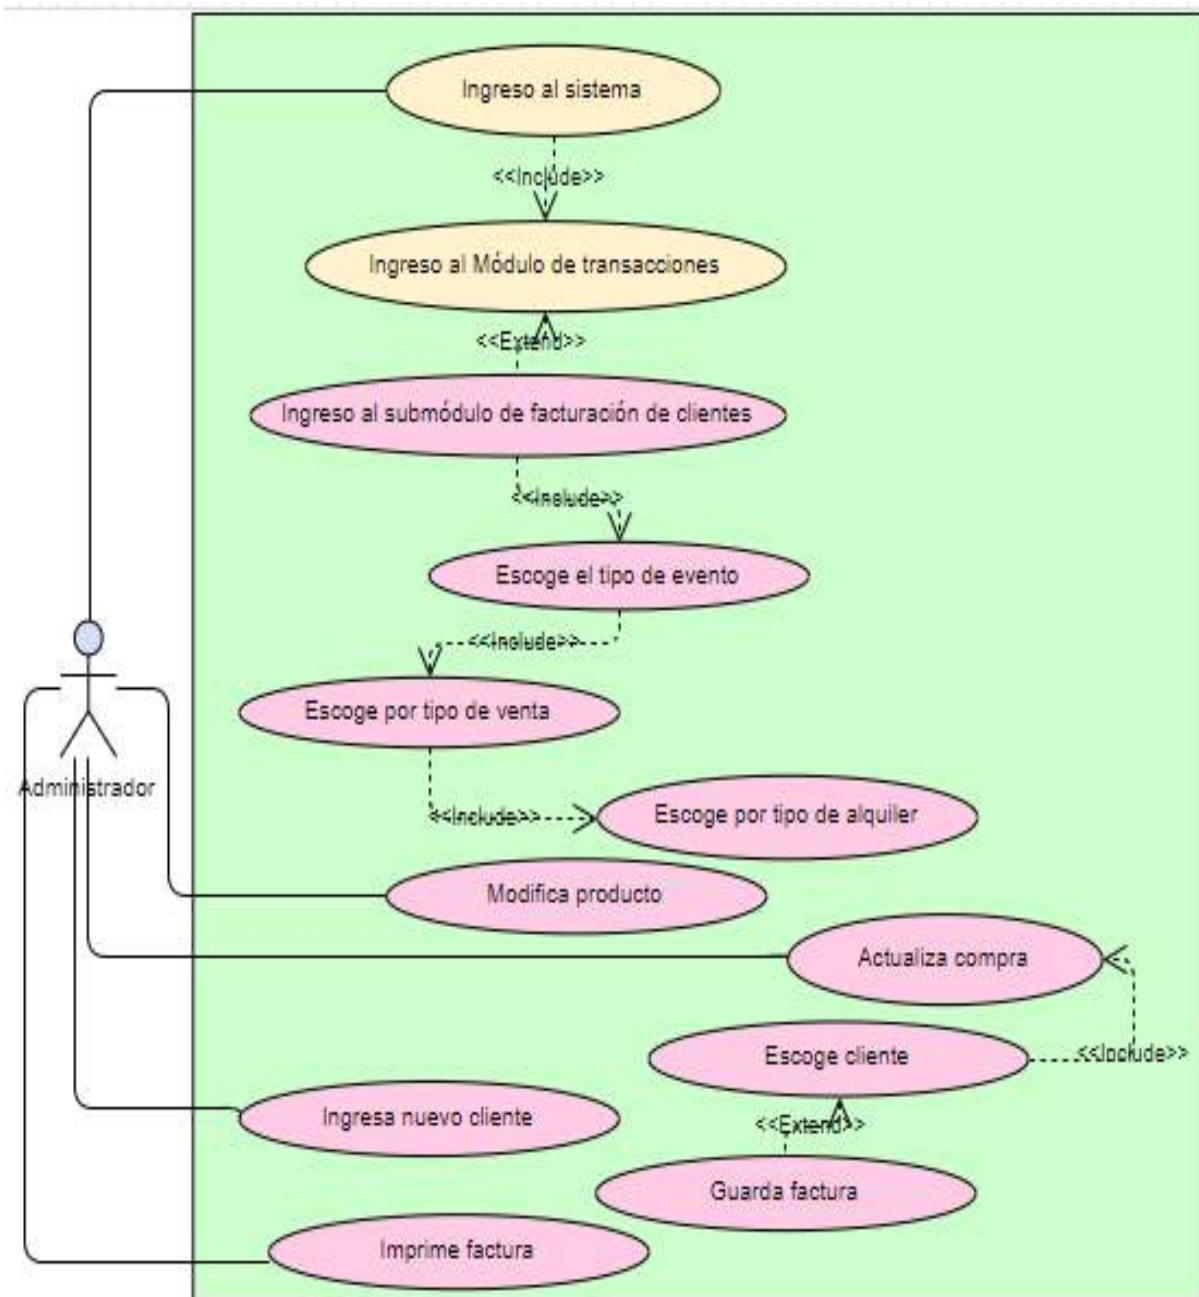 Ingreso al sistema
<<Include>>
Ingreso al Módulo de transacciones
<<Extend>>
Ingreso al submódulo de facturación de clientes
<<Include>>
Escoge el tipo de evento
<<Include>>
Escoge por tipo de venta
Administrador
<<Include>>
Escoge por tipo de alquiler
Modifica producto
Actualiza compra
Escoge cliente
<<Include>>
Ingresa nuevo cliente
<<Extend>>
Guarda factura
Imprime factura